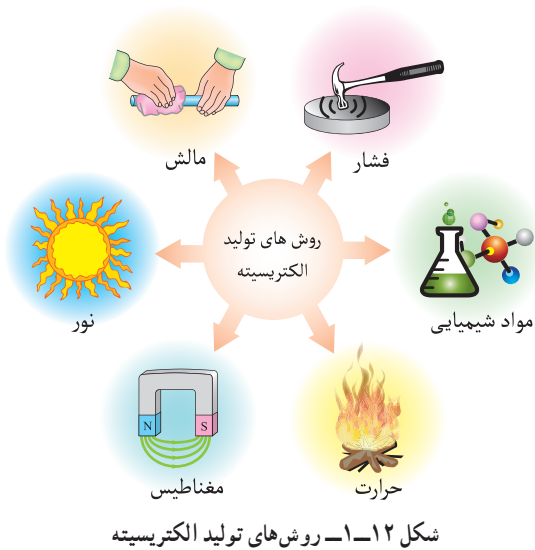 فشار
مالش
روش های تولید
الکتریسیته
مواد شیمیایی
نور
N
S
حرارت
مغناطیس
شکل ۱۲ــ۱ــ روش‌های تولید الکتریسیته